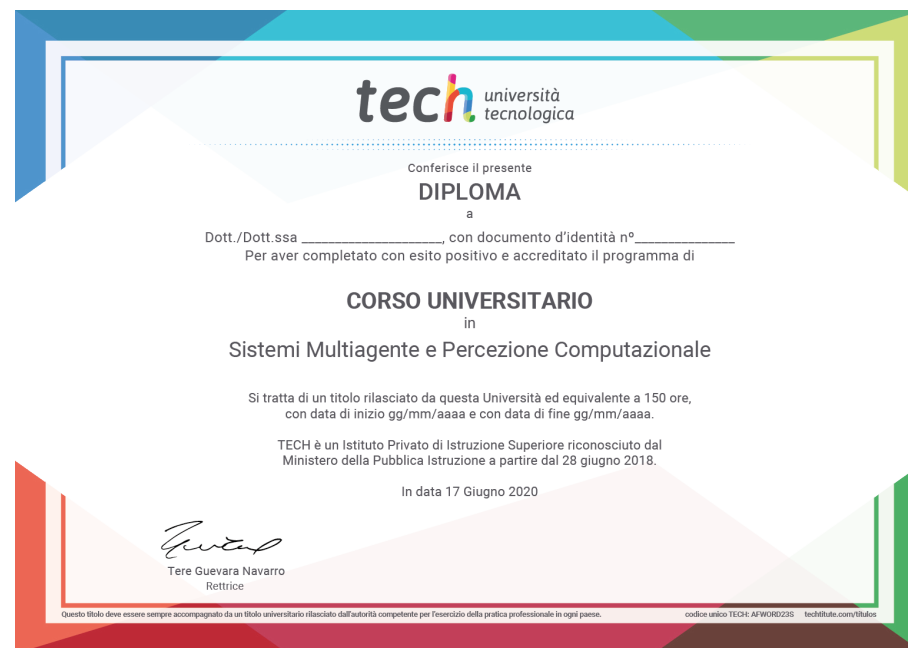 tech università
tecnologica
Conferisce il presente
DIPLOMA
a
Dott./Dott.ssa _____________________, con documento d'identità nº_______________
Per aver completato con esito positivo e accreditato il programma di
CORSO UNIVERSITARIO
in
Sistemi Multiagente e Percezione Computazionale
Si tratta di un titolo rilasciato da questa Università ed equivalente a 150 ore,
con data di inizio gg/mm/aaaa e con data di fine gg/mm/aaaa.
TECH è un Istituto Privato di Istruzione Superiore riconosciuto dal
Ministero della Pubblica Istruzione a partire dal 28 giugno 2018.
In data 17 Giugno 2020
Tere Guevara Navarro
Rettrice
Questo titolo deve essere sempre accompagnato da un titolo universitario rilasciato dall'autorità competente per l'esercizio della pratica professionale in ogni paese. codice unico TECH: AFWORD23S techtitute.com/titulos